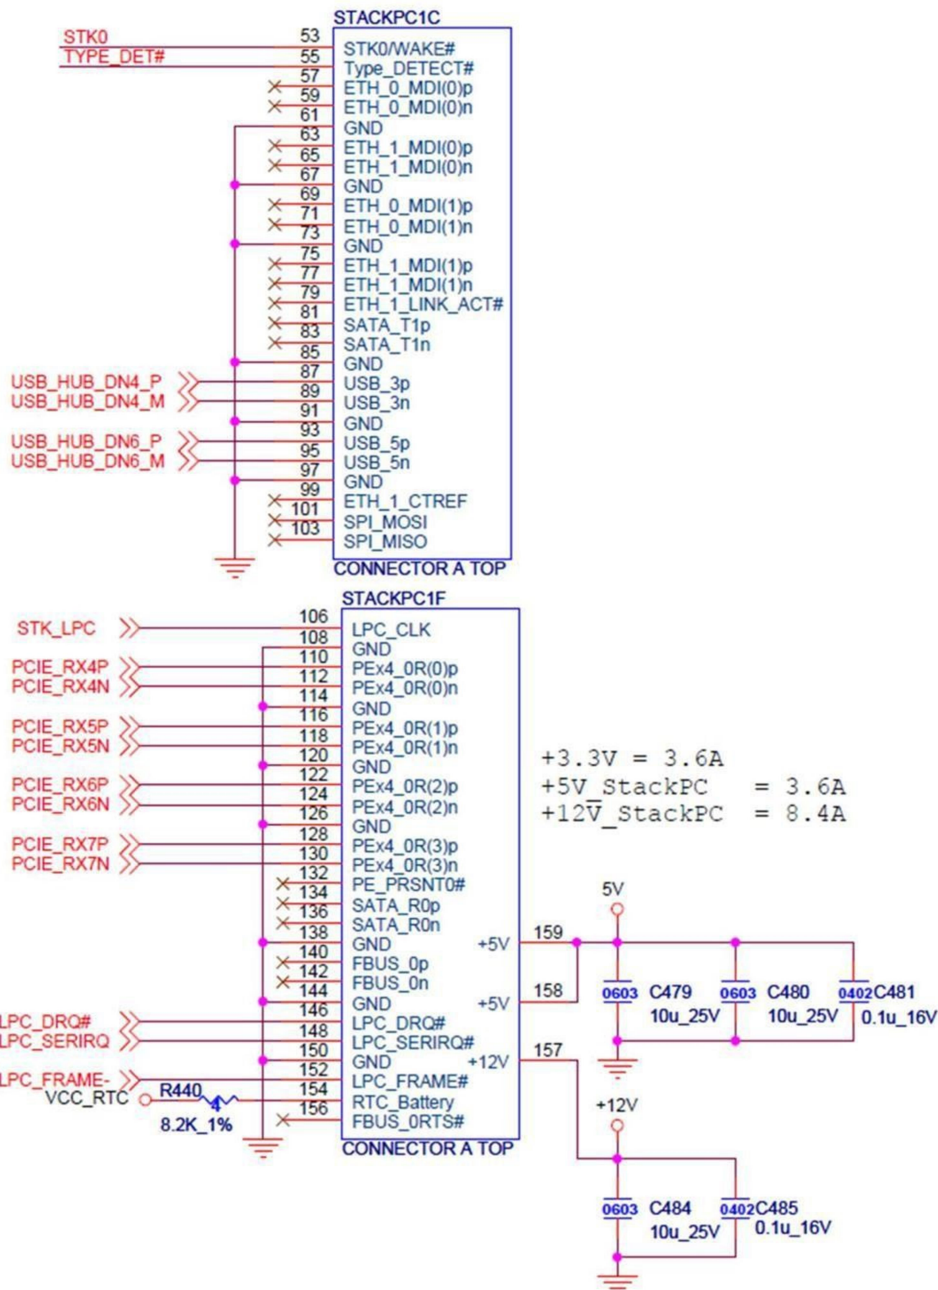 STACKPC1C
STK0 53 STK0/WAKE#
TYPE_DET# 55 Type_DETECT#
57 ETH_0_MDI(0)p
59 ETH_0_MDI(0)n
61 GND
63 ETH_1_MDI(0)p
65 ETH_1_MDI(0)n
67 GND
69 ETH_0_MDI(1)p
71 ETH_0_MDI(1)n
73 GND
75 ETH_1_MDI(1)p
77 ETH_1_MDI(1)n
79 ETH_1_LINK_ACT#
81 SATA_T1p
83 SATA_T1n
85 GND
USB_HUB_DN4_P 87 USB_3p
USB_HUB_DN4_M 89 USB_3n
91 GND
USB_HUB_DN6_P 93 USB_5p
USB_HUB_DN6_M 95 USB_5n
97 GND
99 ETH_1_CTREF
101 SPI_MOSI
103 SPI_MISO
CONNECTOR A TOP
STACKPC1F
STK_LPC 106 LPC_CLK
108 GND
PCIE_RX4P 110 PEx4_0R(0)p
PCIE_RX4N 112 PEx4_0R(0)n
114 GND
PCIE_RX5P 116 PEx4_0R(1)p
PCIE_RX5N 118 PEx4_0R(1)n
120 GND
PCIE_RX6P 122 PEx4_0R(2)p
PCIE_RX6N 124 PEx4_0R(2)n
126 GND
PCIE_RX7P 128 PEx4_0R(3)p
PCIE_RX7N 130 PEx4_0R(3)n
132 PE_PRSNT0#
134 SATA_R0p
136 SATA_R0n
138 GND
140 FBUS_0p
142 FBUS_0n
144 GND
LPC_DRQ# 146 LPC_DRQ#
LPC_SERIRQ 148 LPC_SERIRQ#
150 GND
LPC_FRAME- 152 LPC_FRAME#
VCC_RTC R440 4 8.2K_1% 154 RTC_Battery
156 FBUS_0RTS#
+5V 159
+5V 158
+12V 157
CONNECTOR A TOP
+3.3V = 3.6A
+5V_StackPC = 3.6A
+12V_StackPC = 8.4A
5V
0603 C479 0603 C480 0402 C481
10u_25V 10u_25V 0.1u_16V
+12V
0603 C484 0402 C485
10u_25V 0.1u_16V